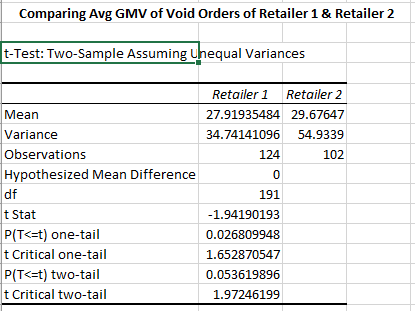 Comparing Avg GMV of Void Orders of Retailer 1 & Retailer 2
t-Test: Two-Sample Assuming Unequal Variances
Retailer 1 Retailer 2
Mean 27.91935484 29.67647
Variance 34.74141096 54.9339
Observations 124 102
Hypothesized Mean Difference 0
df 191
t Stat -1.94190193
P(T<=t) one-tail 0.026809948
t Critical one-tail 1.652870547
P(T<=t) two-tail 0.053619896
t Critical two-tail 1.97246199